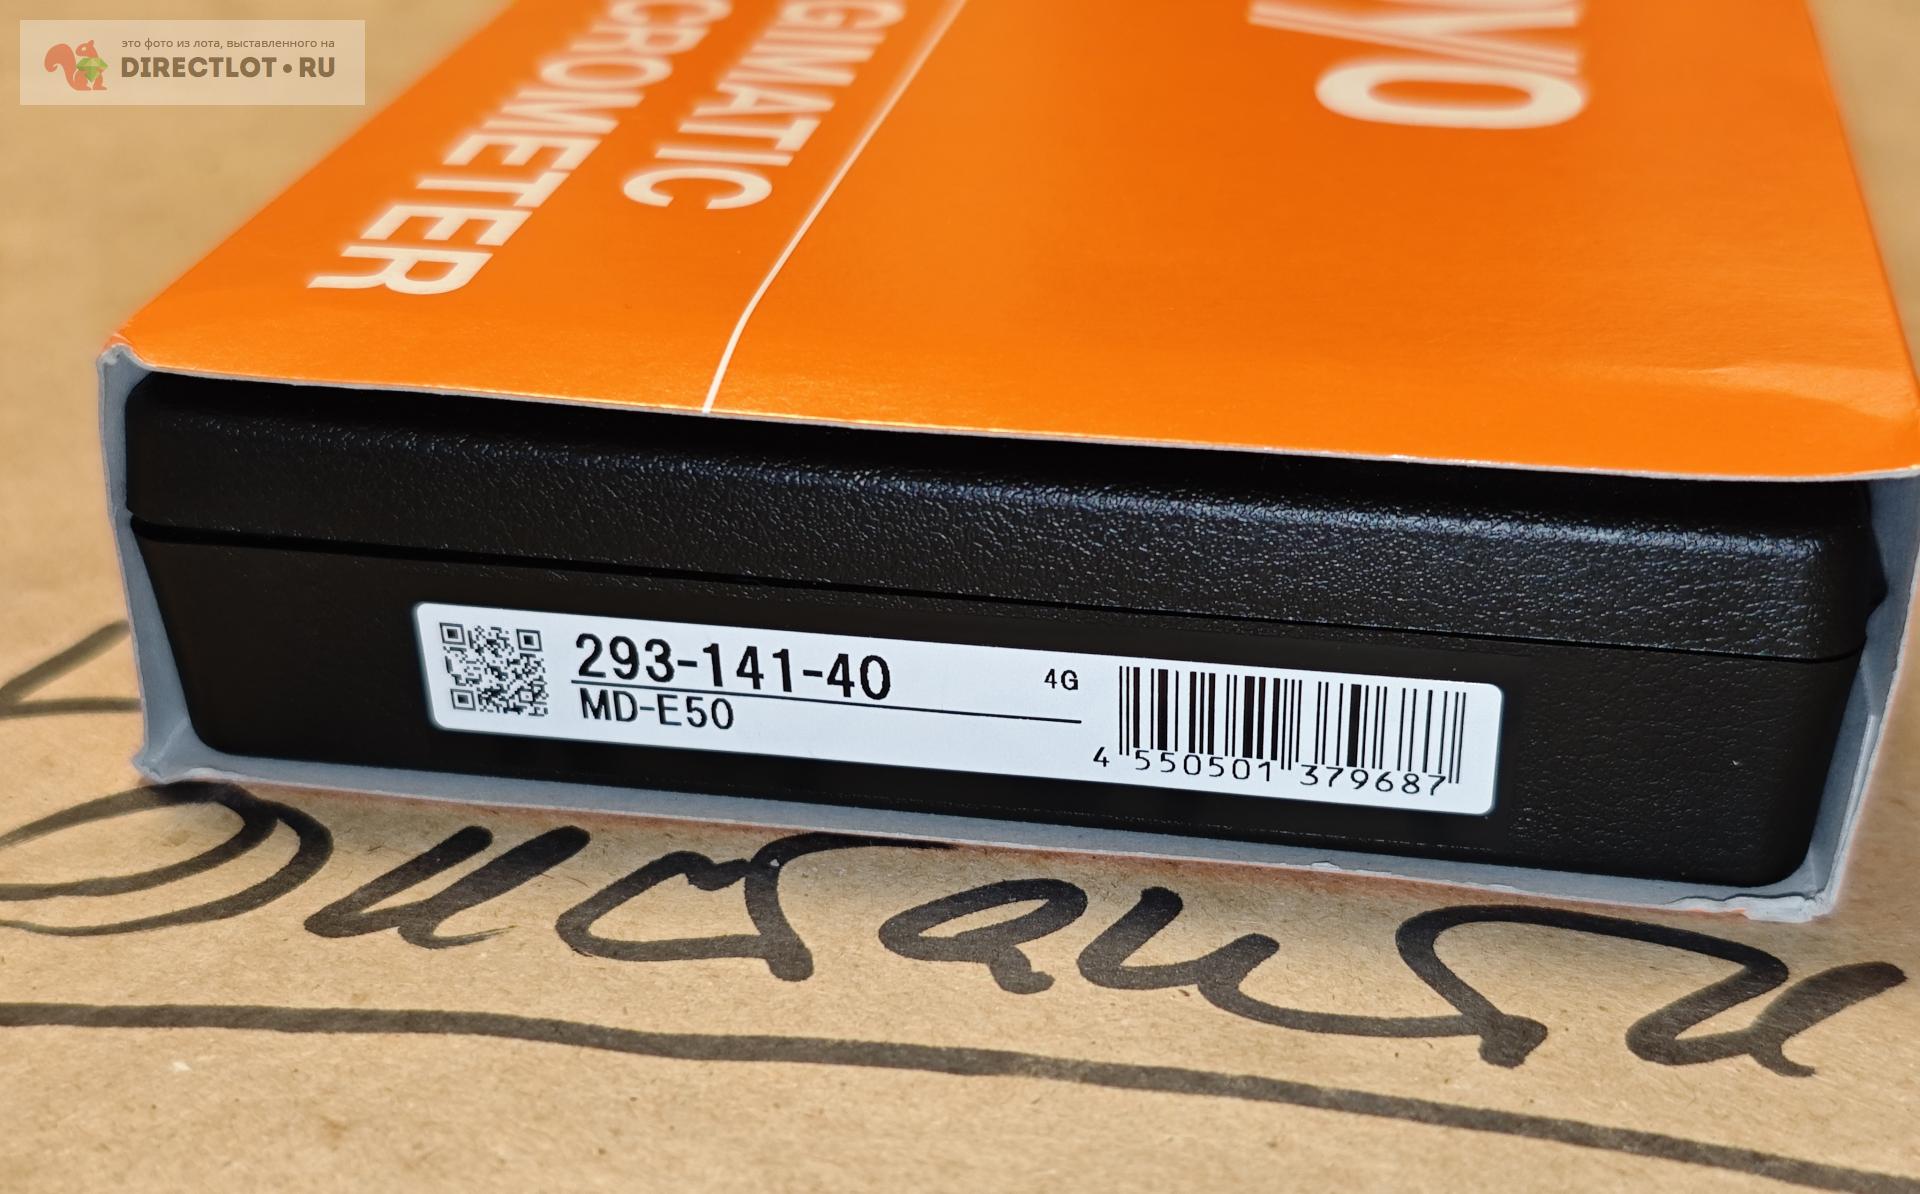 это фото из лота, выставленного на
DIRECTLOT.RU
GIMATIC
CROMETER
yo
293-141-40
4G
MD-E50
4 550501 379687